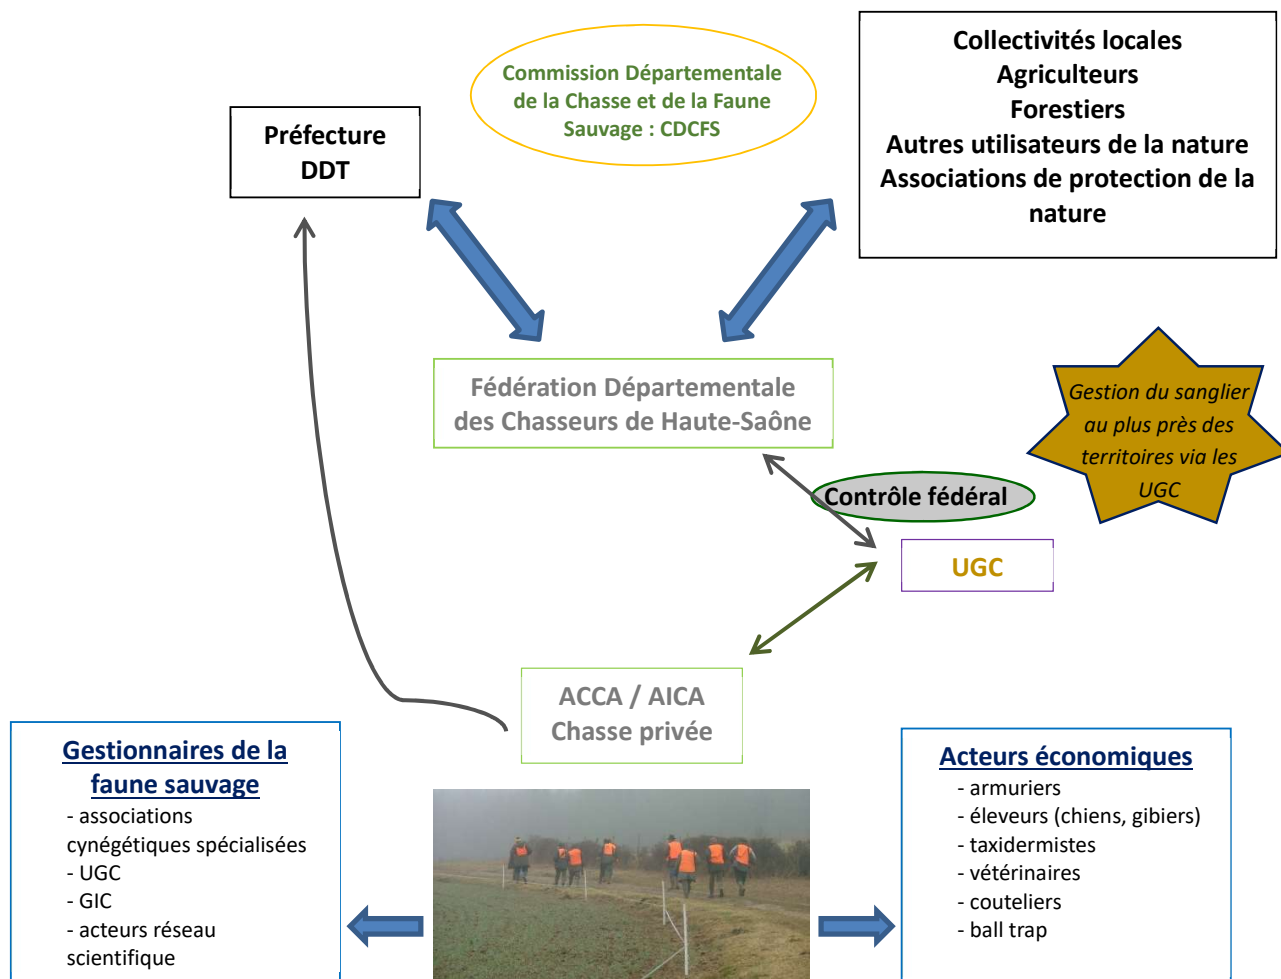 Commission Départementale
de la Chasse et de la Faune
Sauvage : CDCFS
Collectivités locales
Agriculteurs
Forestiers
Autres utilisateurs de la nature
Associations de protection de la
nature
Préfecture
DDT
Fédération Départementale
des Chasseurs de Haute-Saône
Gestion du sanglier
au plus près des
territoires via les
UGC
Contrôle fédéral
UGC
ACCA / AICA
Chasse privée
Gestionnaires de la
faune sauvage
- associations
cynégétiques spécialisées
- UGC
- GIC
- acteurs réseau
scientifique
Acteurs économiques
- armuriers
- éleveurs (chiens, gibiers)
- taxidermistes
- vétérinaires
- couteliers
- ball trap